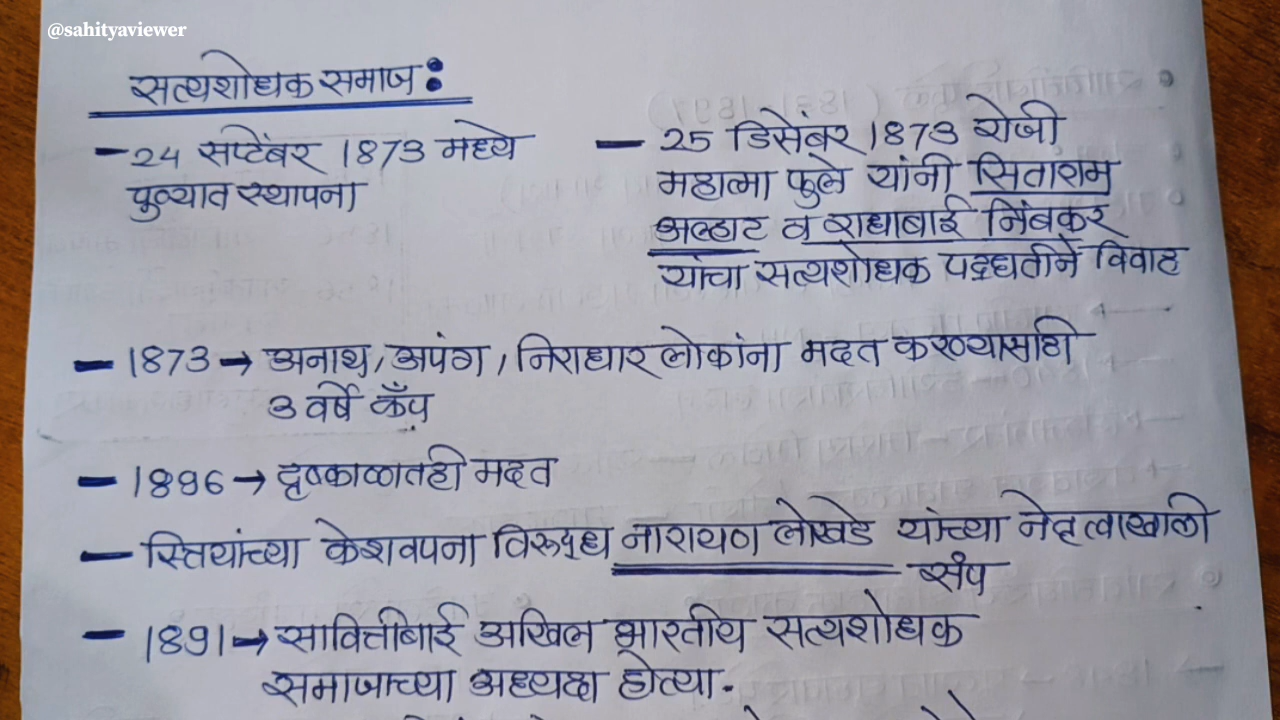 @sahityaviewer
सत्यशोधक समाज :
- 24 सप्टेंबर 1873 मध्ये
पुण्यात स्थापना
- 25 डिसेंबर 1873 रोजी
महात्मा फुले यांनी सिताराम
अल्हाट व राधाबाई निंबकर
यांचा सत्यशोधक पद्धतीने विवाह
- 1873 → अनाथ, अपंग, निराधार लोकांना मदत करण्यासाठी
3 वर्षे कॅंप
- 1896 → दृष्काळातही मदत
- स्त्रियांच्या केशवपना विरूद्ध नारायण लोखंडे यांच्या नेतृत्वाखाली
संप
- 1891 → सावित्रीबाई अखिल भारतीय सत्यशोधक
समाजाच्या अध्यक्षा होत्या.